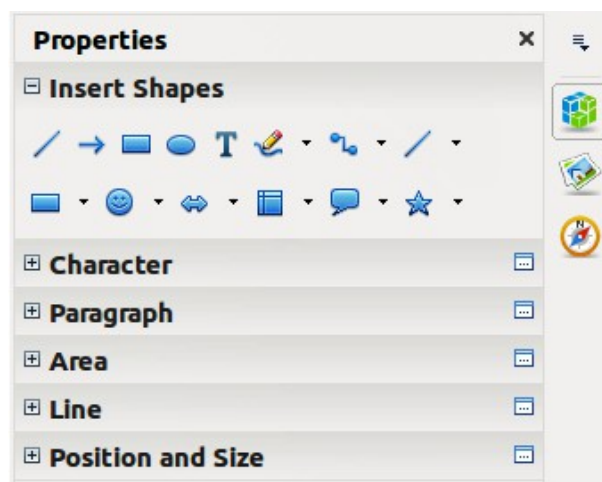 Properties
Insert Shapes
T
Character
Paragraph
Area
Line
Position and Size